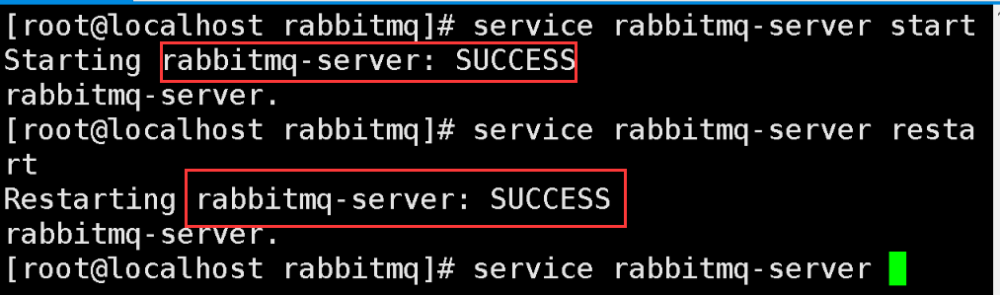 [root@localhost rabbitmq]# service rabbitmq-server start
Starting rabbitmq-server: SUCCESS
rabbitmq-server.
[root@localhost rabbitmq]# service rabbitmq-server resta
rt
Restarting rabbitmq-server: SUCCESS
rabbitmq-server.
[root@localhost rabbitmq]# service rabbitmq-server